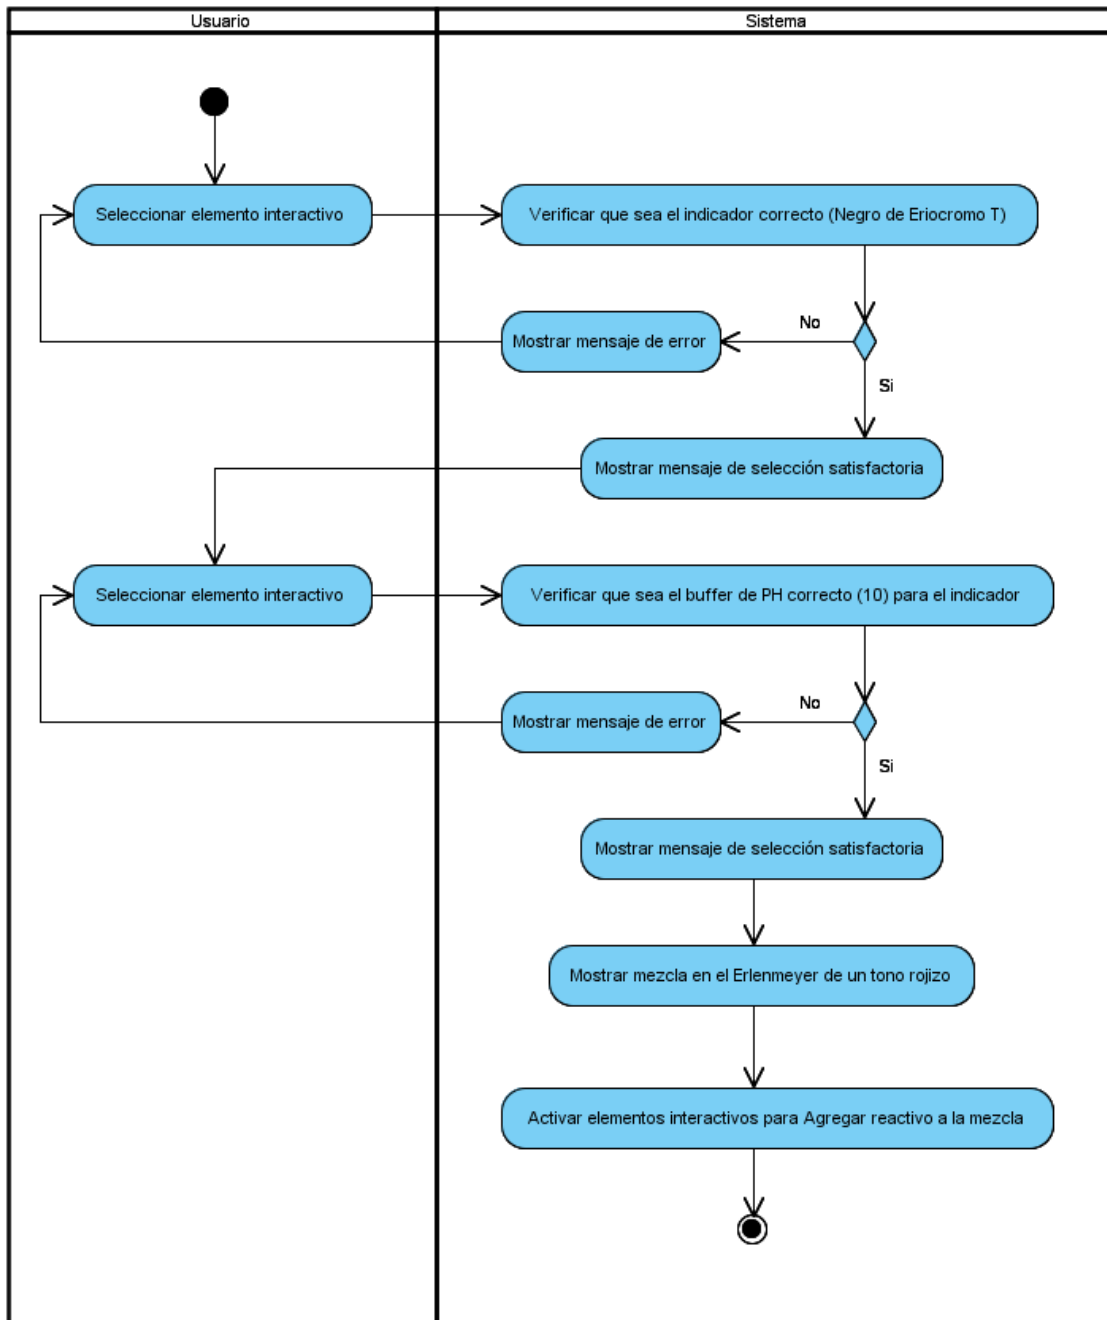 Usuario
Sistema
Seleccionar elemento interactivo
Verificar que sea el indicador correcto (Negro de Eriocromo T)
No
Mostrar mensaje de error
Si
Mostrar mensaje de selección satisfactoria
Seleccionar elemento interactivo
Verificar que sea el buffer de PH correcto (10) para el indicador
No
Mostrar mensaje de error
Si
Mostrar mensaje de selección satisfactoria
Mostrar mezcla en el Erlenmeyer de un tono rojizo
Activar elementos interactivos para Agregar reactivo a la mezcla